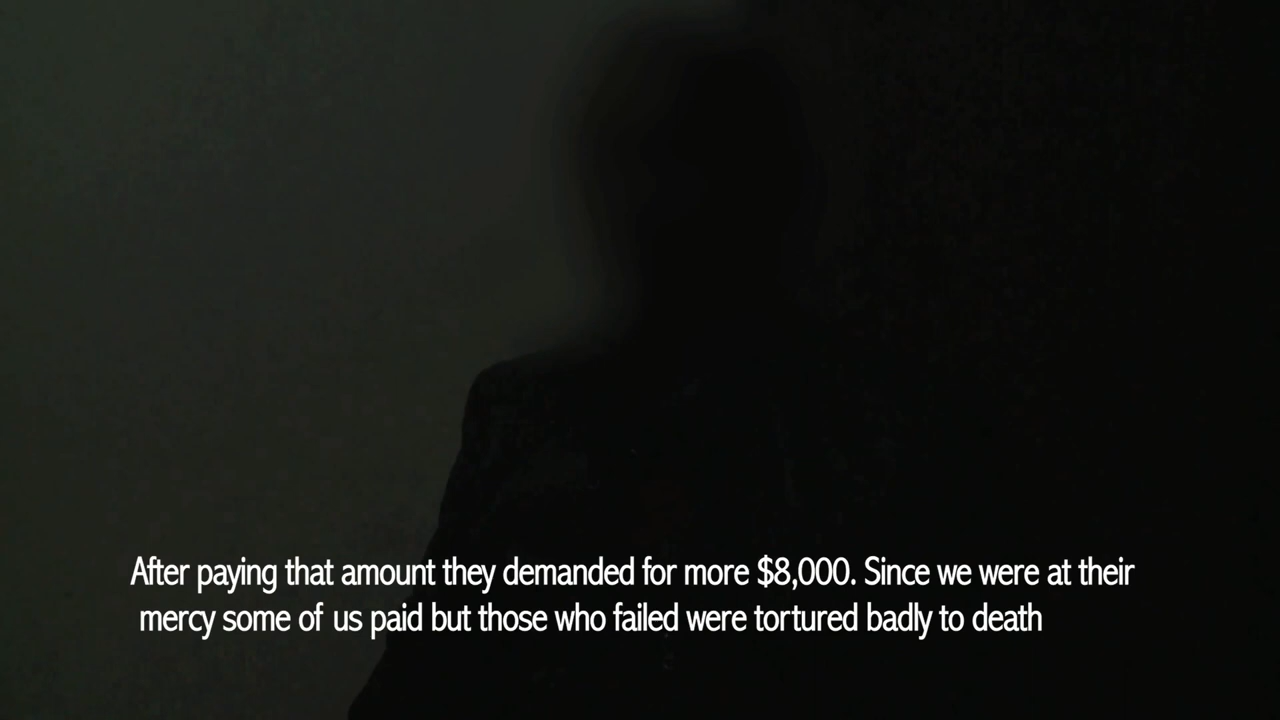 After paying that amount they demanded for more $8,000. Since we were at their
mercy some of us paid but those who failed were tortured badly to death